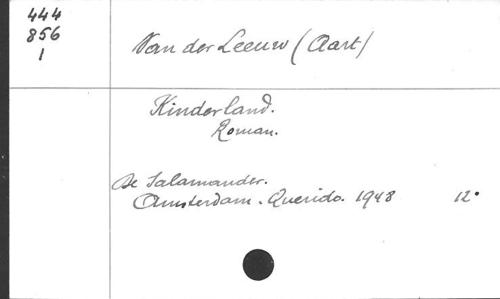 444
856
1
Van der Leeuw (Aart)
Kinderland.
Roman.
De Salamander.
Amsterdam. Querido. 1948 12°